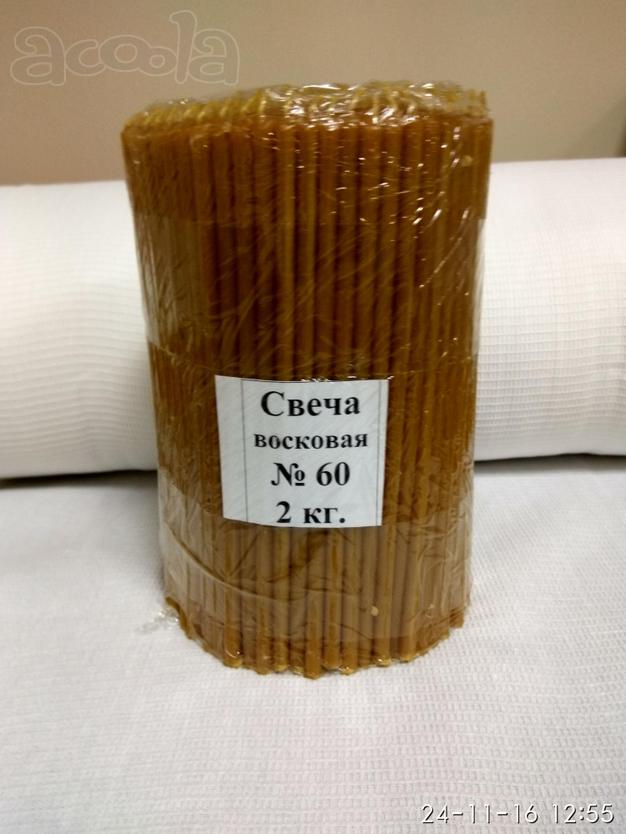 acoola
Свеча
восковая
№ 60
2 кг.
24-11-16 12:55